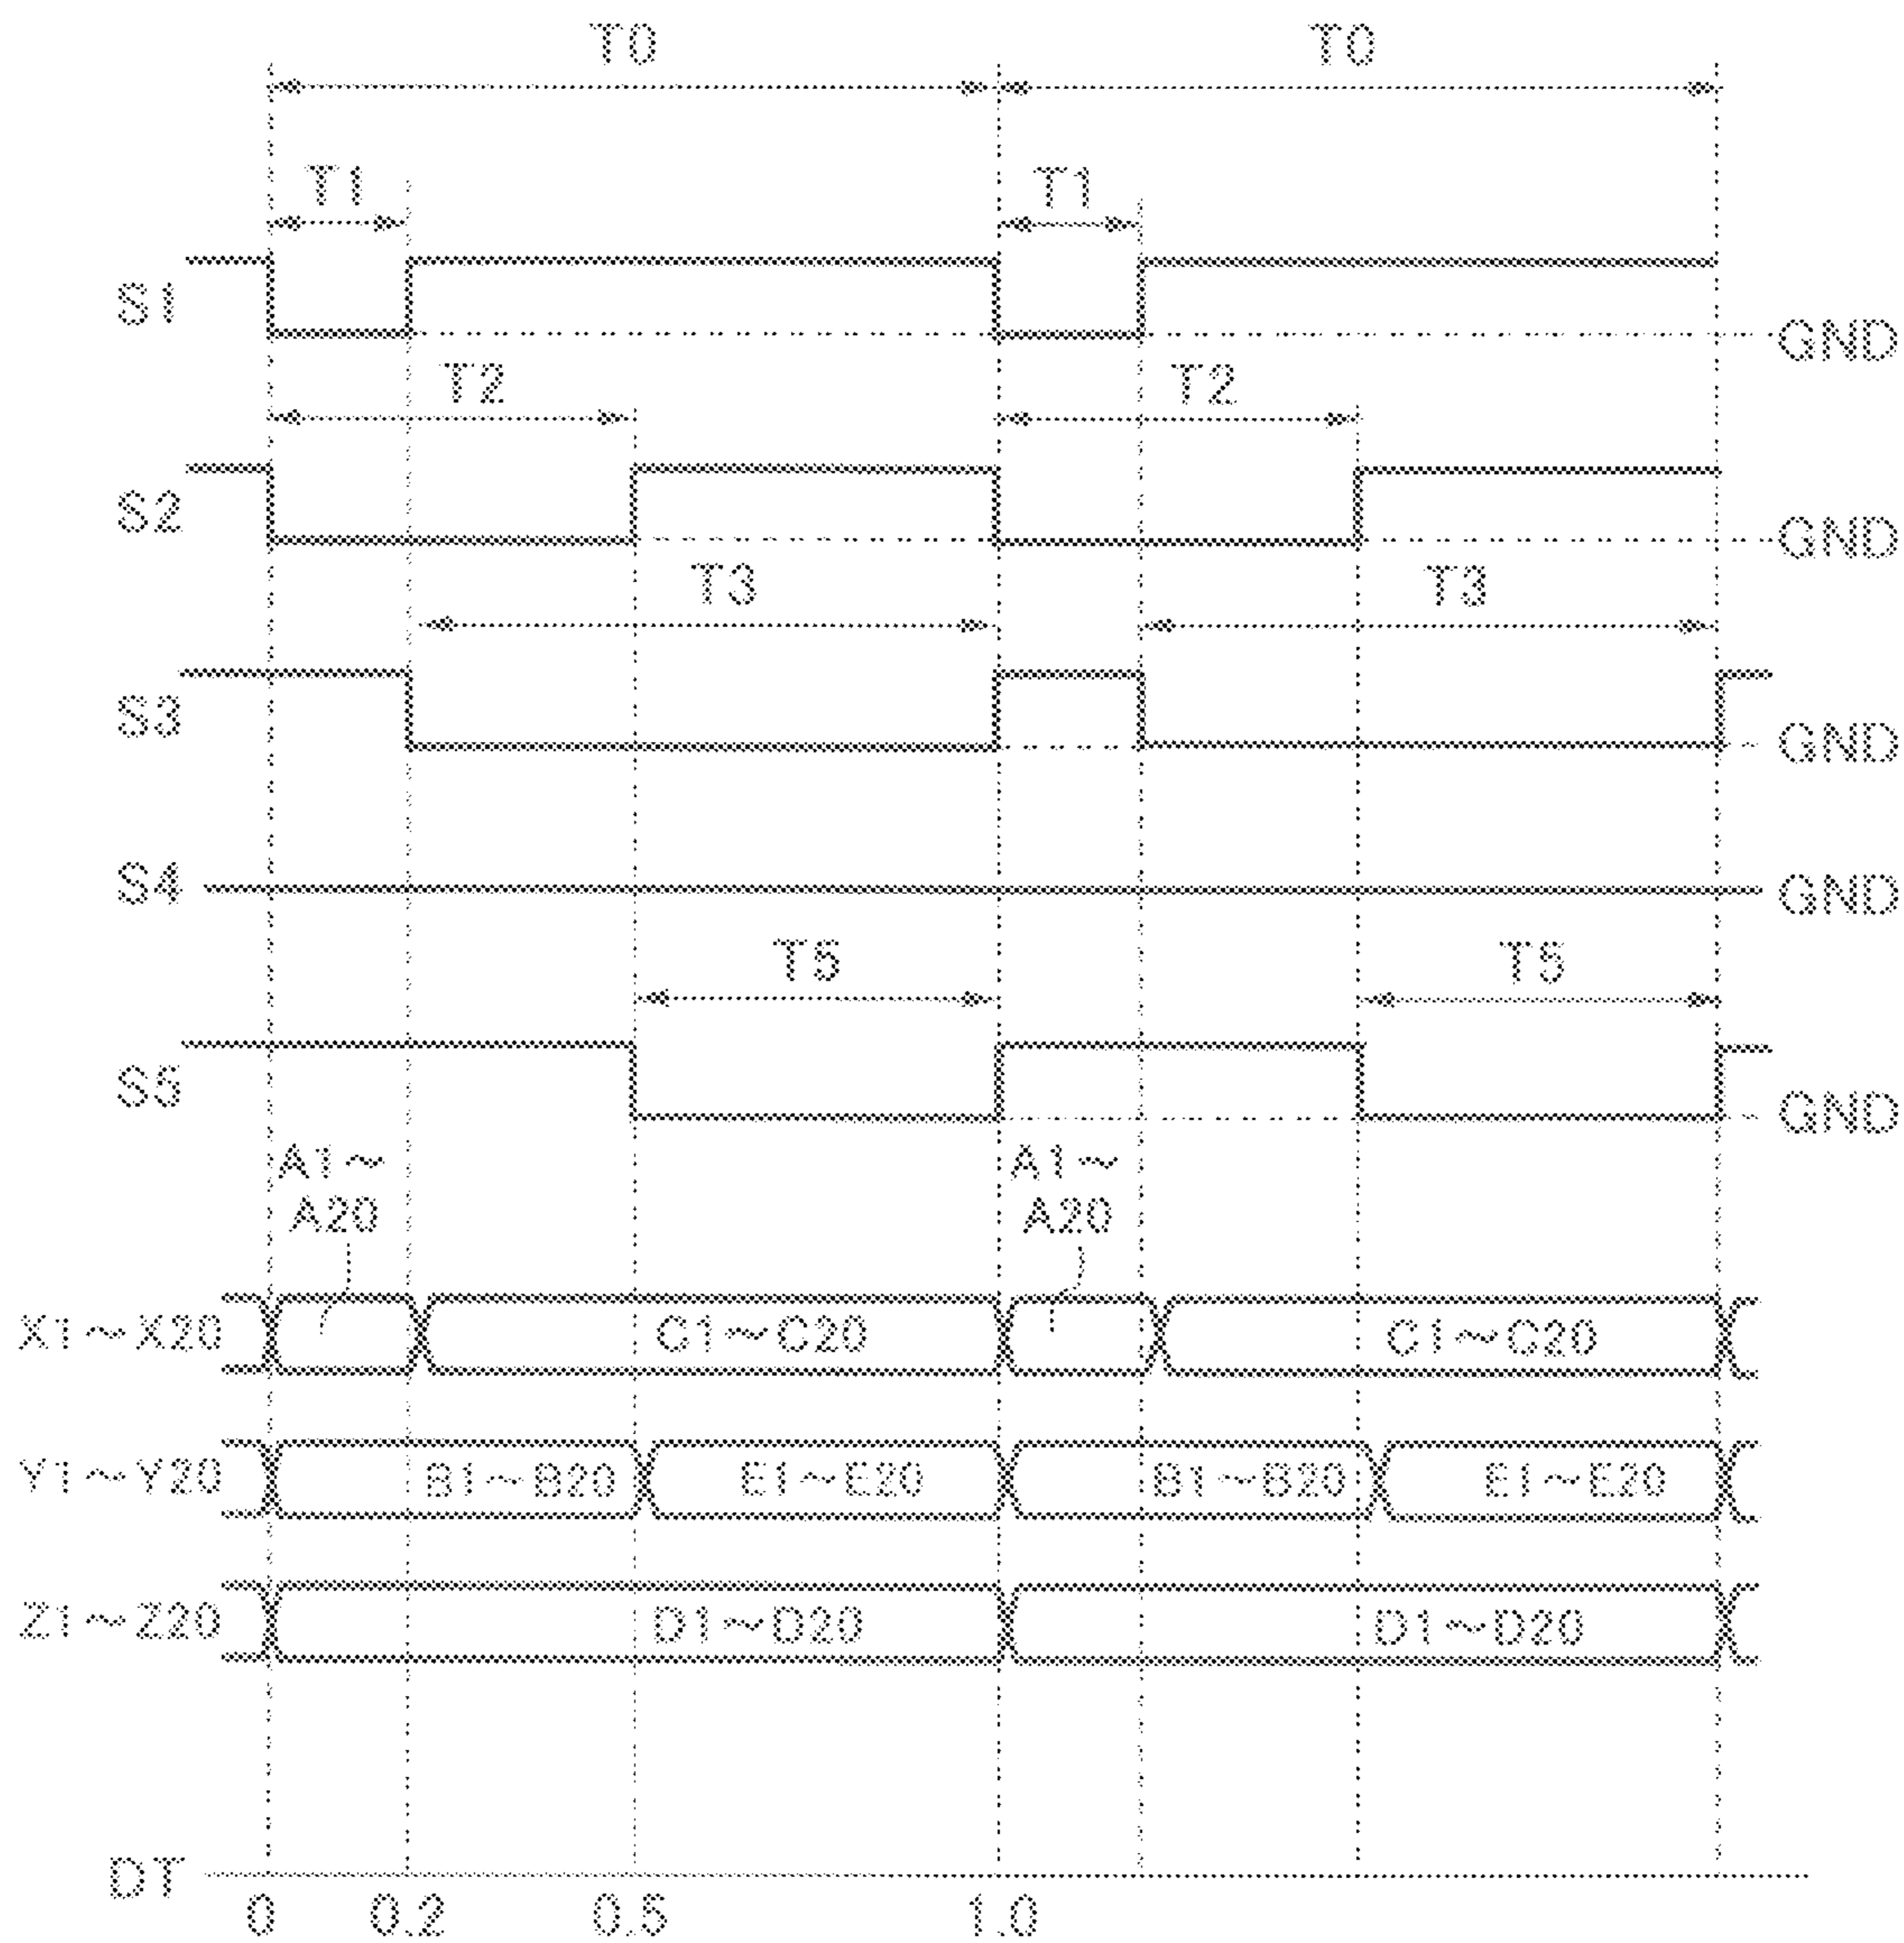 T0 T0
T1 T1
S1
GND
T2 T2
S2
GND
T3 T3
S3
GND
S4
GND
T5 T5
S5
GND
A1～ A1～
A20 A20
X1～X20 C1～C20 C1～C20
Y1～Y20 B1～B20 E1～E20 B1～B20 E1～E20
Z1～Z20 D1～D20 D1～D20
DT
0 0.2 0.5 1.0